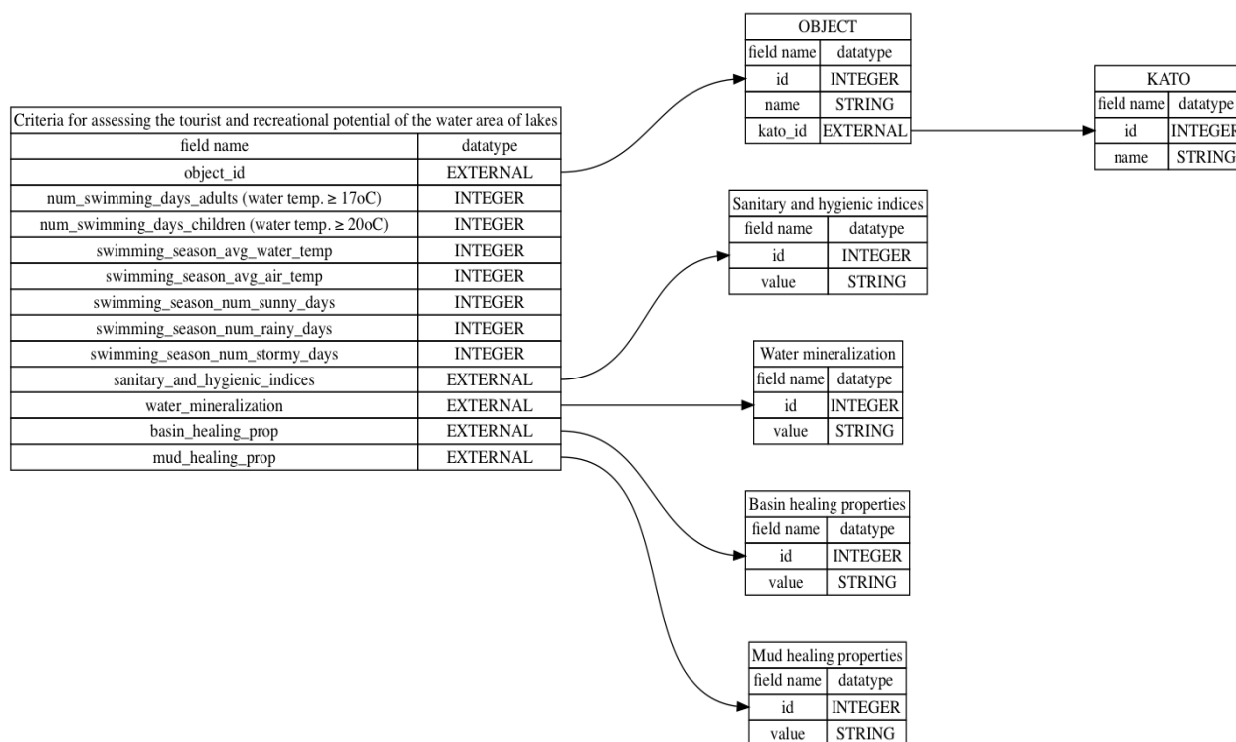 Criteria for assessing the tourist and recreational potential of the water area of lakes
field name datatype
object_id EXTERNAL
num_swimming_days_adults (water temp. ≥ 17oC) INTEGER
num_swimming_days_children (water temp. ≥ 20oC) INTEGER
swimming_season_avg_water_temp INTEGER
swimming_season_avg_air_temp INTEGER
swimming_season_num_sunny_days INTEGER
swimming_season_num_rainy_days INTEGER
swimming_season_num_stormy_days INTEGER
sanitary_and_hygienic_indices EXTERNAL
water_mineralization EXTERNAL
basin_healing_prop EXTERNAL
mud_healing_prop EXTERNAL
OBJECT
field name datatype
id INTEGER
name STRING
kato_id EXTERNAL
KATO
field name datatype
id INTEGER
name STRING
Sanitary and hygienic indices
field name datatype
id INTEGER
value STRING
Water mineralization
field name datatype
id INTEGER
value STRING
Basin healing properties
field name datatype
id INTEGER
value STRING
Mud healing properties
field name datatype
id INTEGER
value STRING